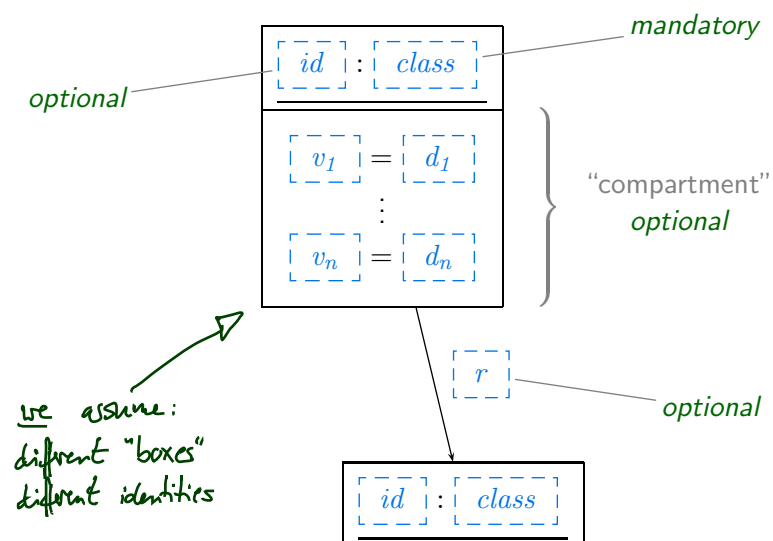 mandatory
id : class
optional
v1 = d1
⋮
vn = dn
“compartment”
optional
r
optional
we assume:
different "boxes"
different identities
id : class